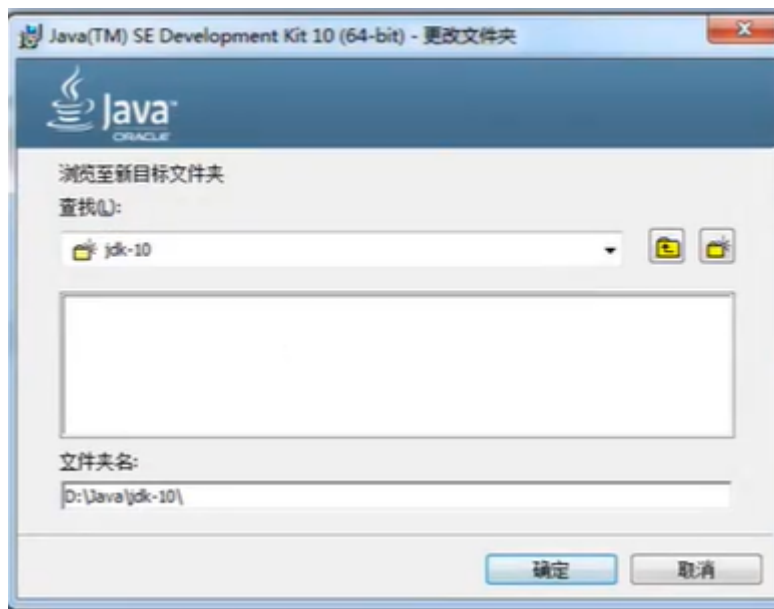 Java(TM) SE Development Kit 10 (64-bit) - 更改文件夹
Java™
ORACLE
浏览至新目标文件夹
查找(L):
jdk-10
文件夹名:
D:\Java\jdk-10\
确定
取消